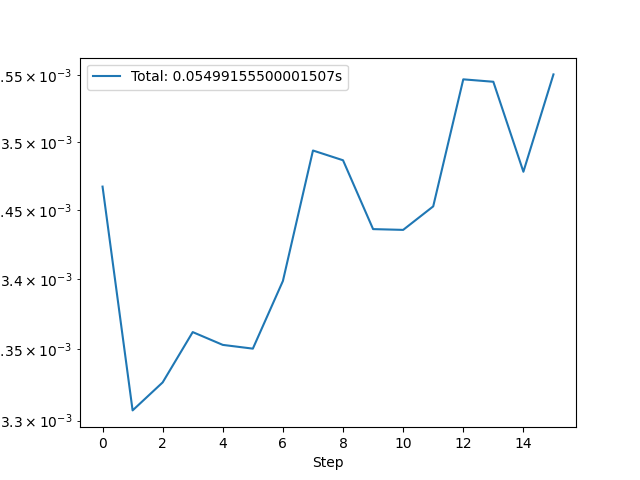 Total: 0.05499155500001507s
.55 × 10⁻³
3.5 × 10⁻³
.45 × 10⁻³
3.4 × 10⁻³
.35 × 10⁻³
3.3 × 10⁻³
0 2 4 6 8 10 12 14
Step